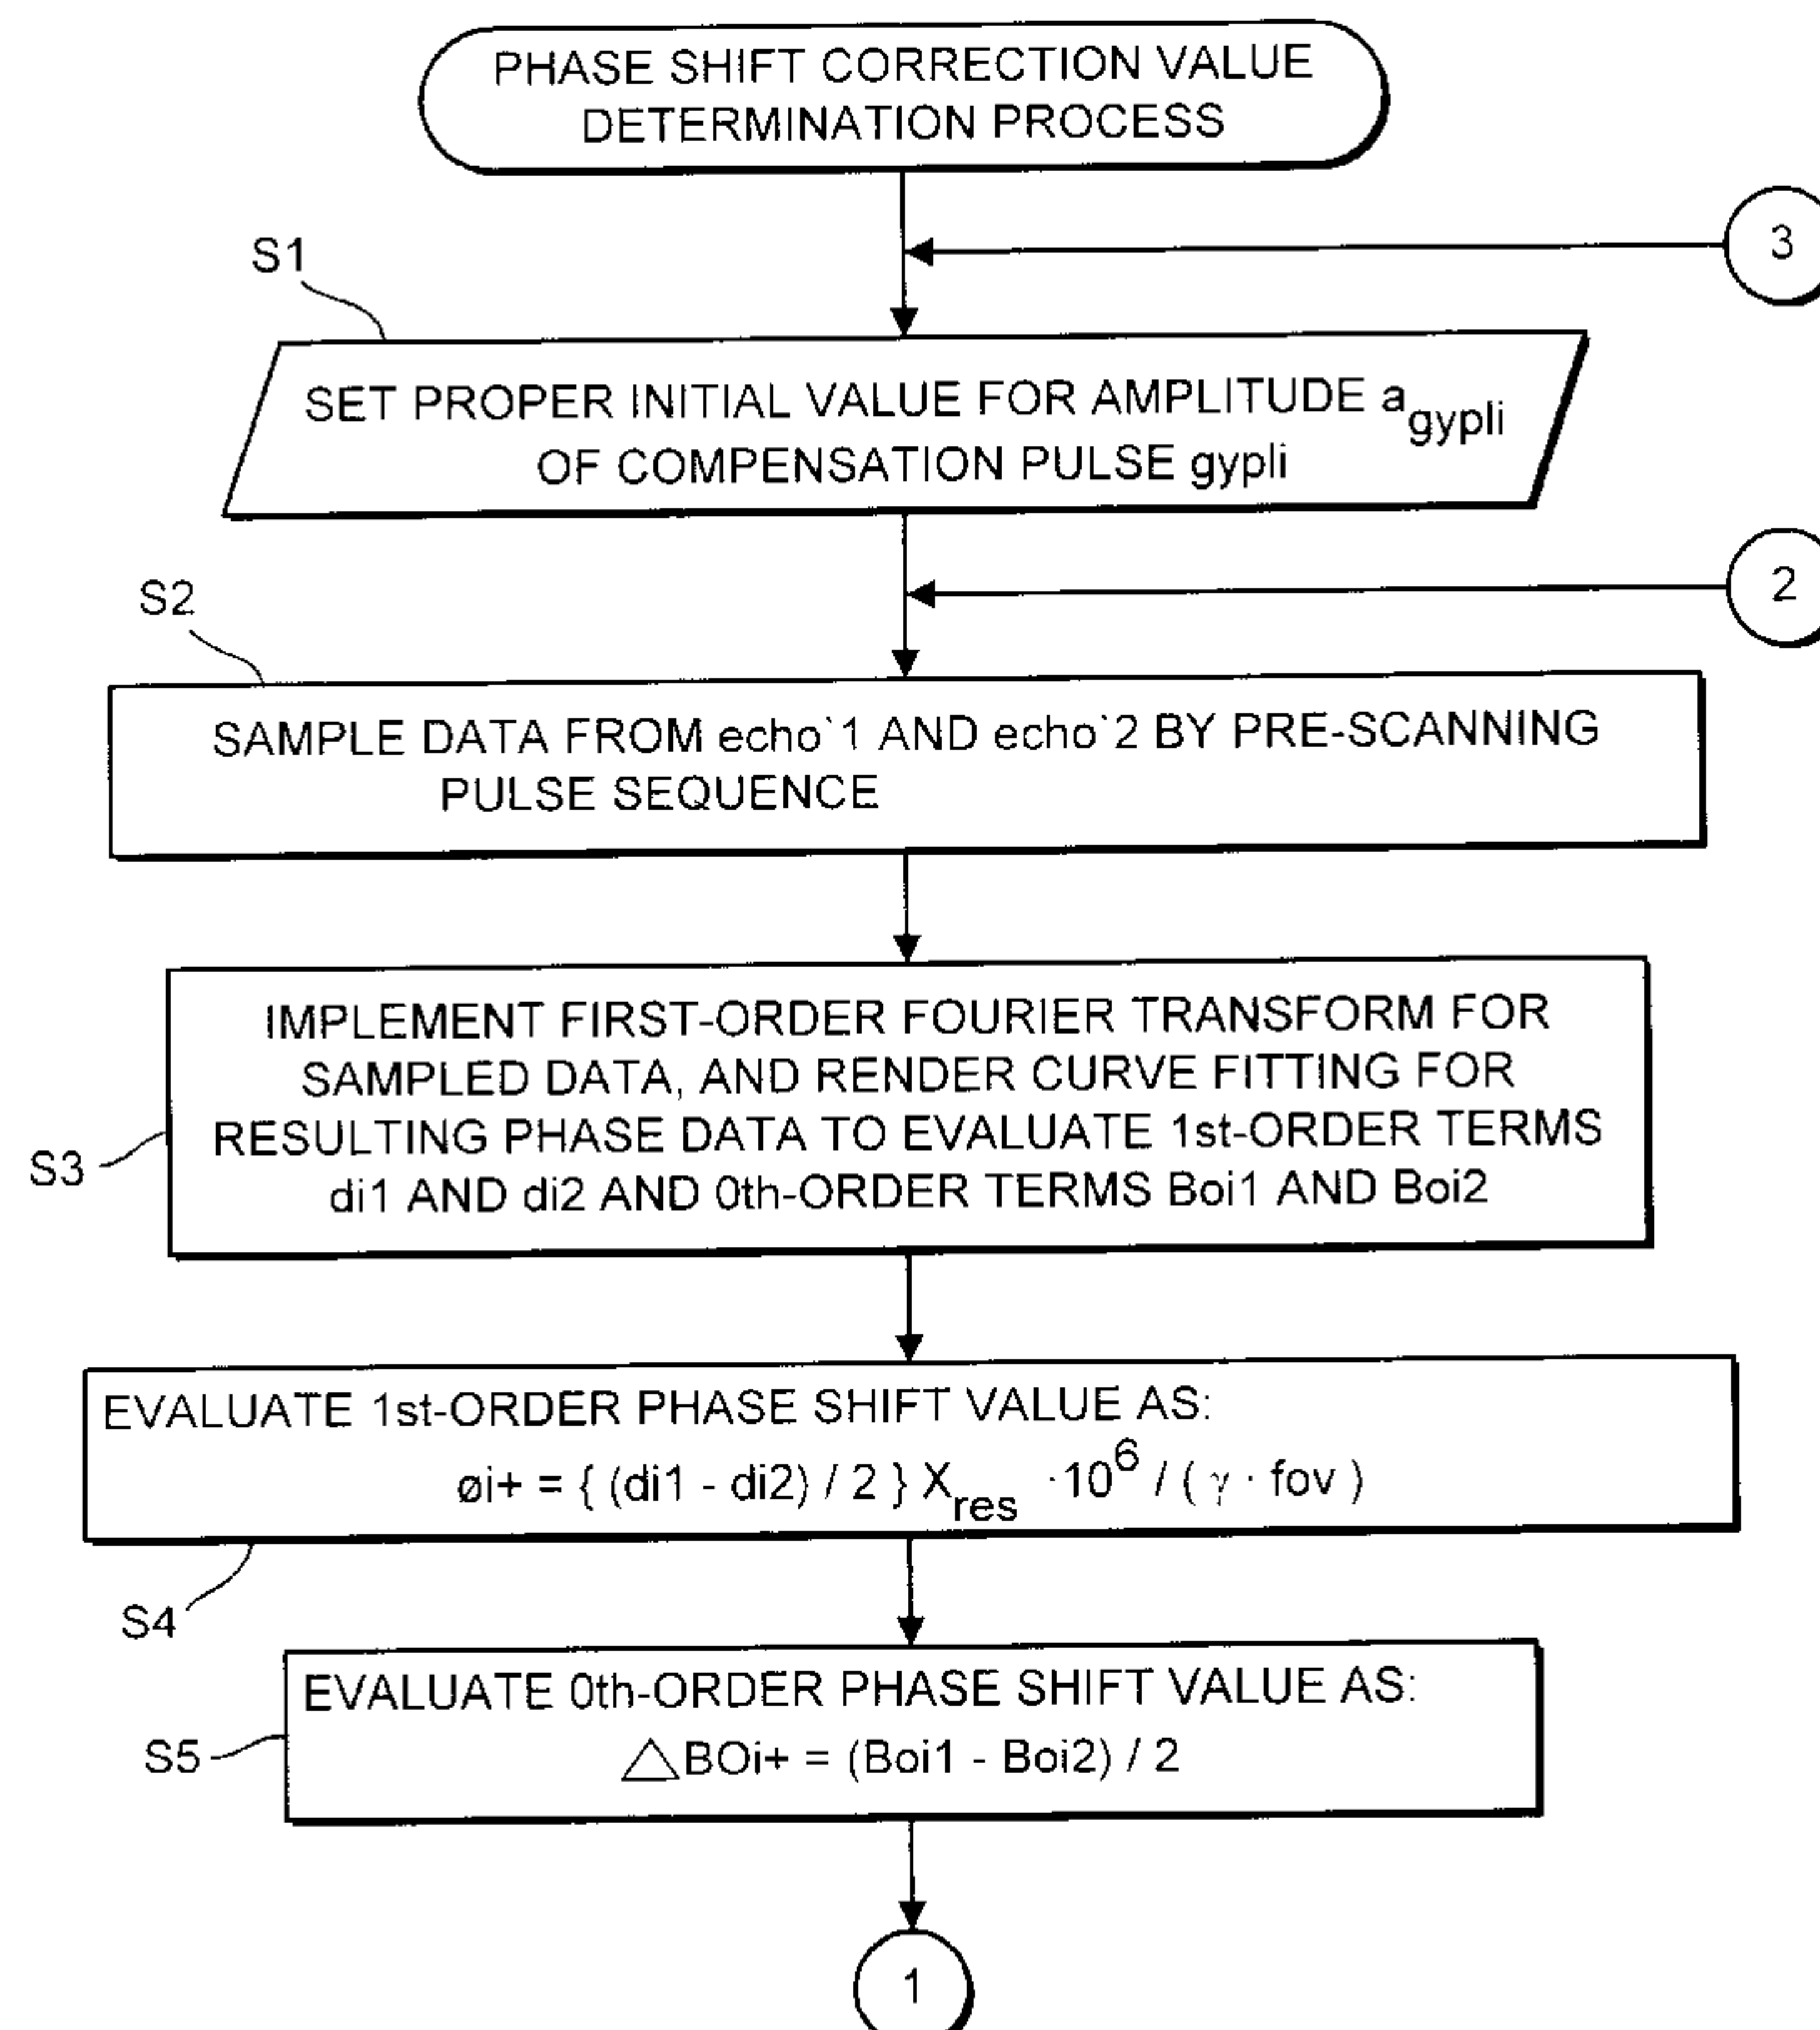 PHASE SHIFT CORRECTION VALUE
DETERMINATION PROCESS
3
S1
SET PROPER INITIAL VALUE FOR AMPLITUDE a_gypli
OF COMPENSATION PULSE gypli
2
S2
SAMPLE DATA FROM echo`1 AND echo`2 BY PRE-SCANNING
PULSE SEQUENCE
IMPLEMENT FIRST-ORDER FOURIER TRANSFORM FOR
SAMPLED DATA, AND RENDER CURVE FITTING FOR
RESULTING PHASE DATA TO EVALUATE 1st-ORDER TERMS
di1 AND di2 AND 0th-ORDER TERMS Boi1 AND Boi2
S3
EVALUATE 1st-ORDER PHASE SHIFT VALUE AS:
øi+ = { (di1 - di2) / 2 } X_res ·10^6 / ( γ · fov )
S4
EVALUATE 0th-ORDER PHASE SHIFT VALUE AS:
△BOi+ = (Boi1 - Boi2) / 2
S5
1